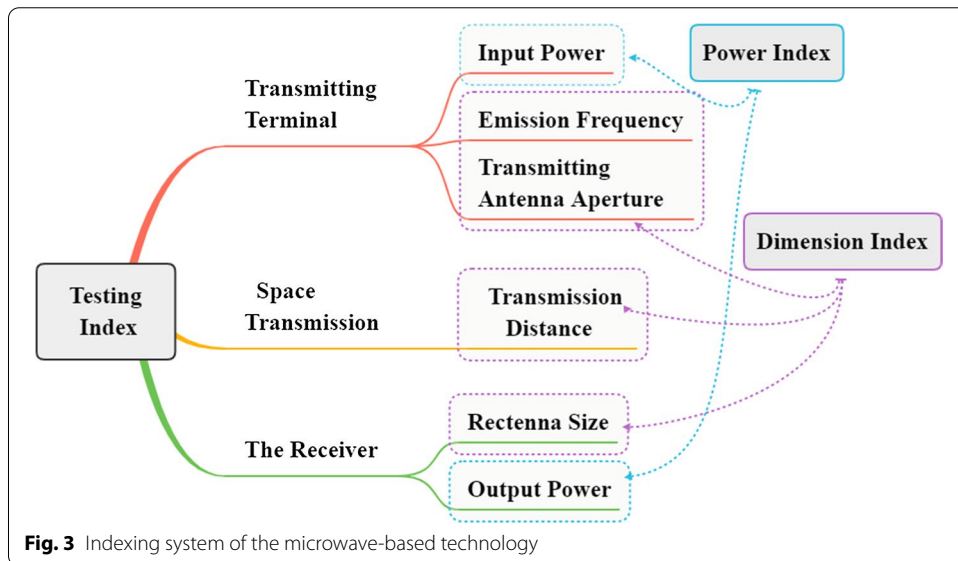 Input Power
Power Index
Transmitting
Terminal
Emission Frequency
Transmitting
Antenna Aperture
Dimension Index
Testing
Index
Space
Transmission
Transmission
Distance
Rectenna Size
The Receiver
Output Power
Fig. 3 Indexing system of the microwave-based technology